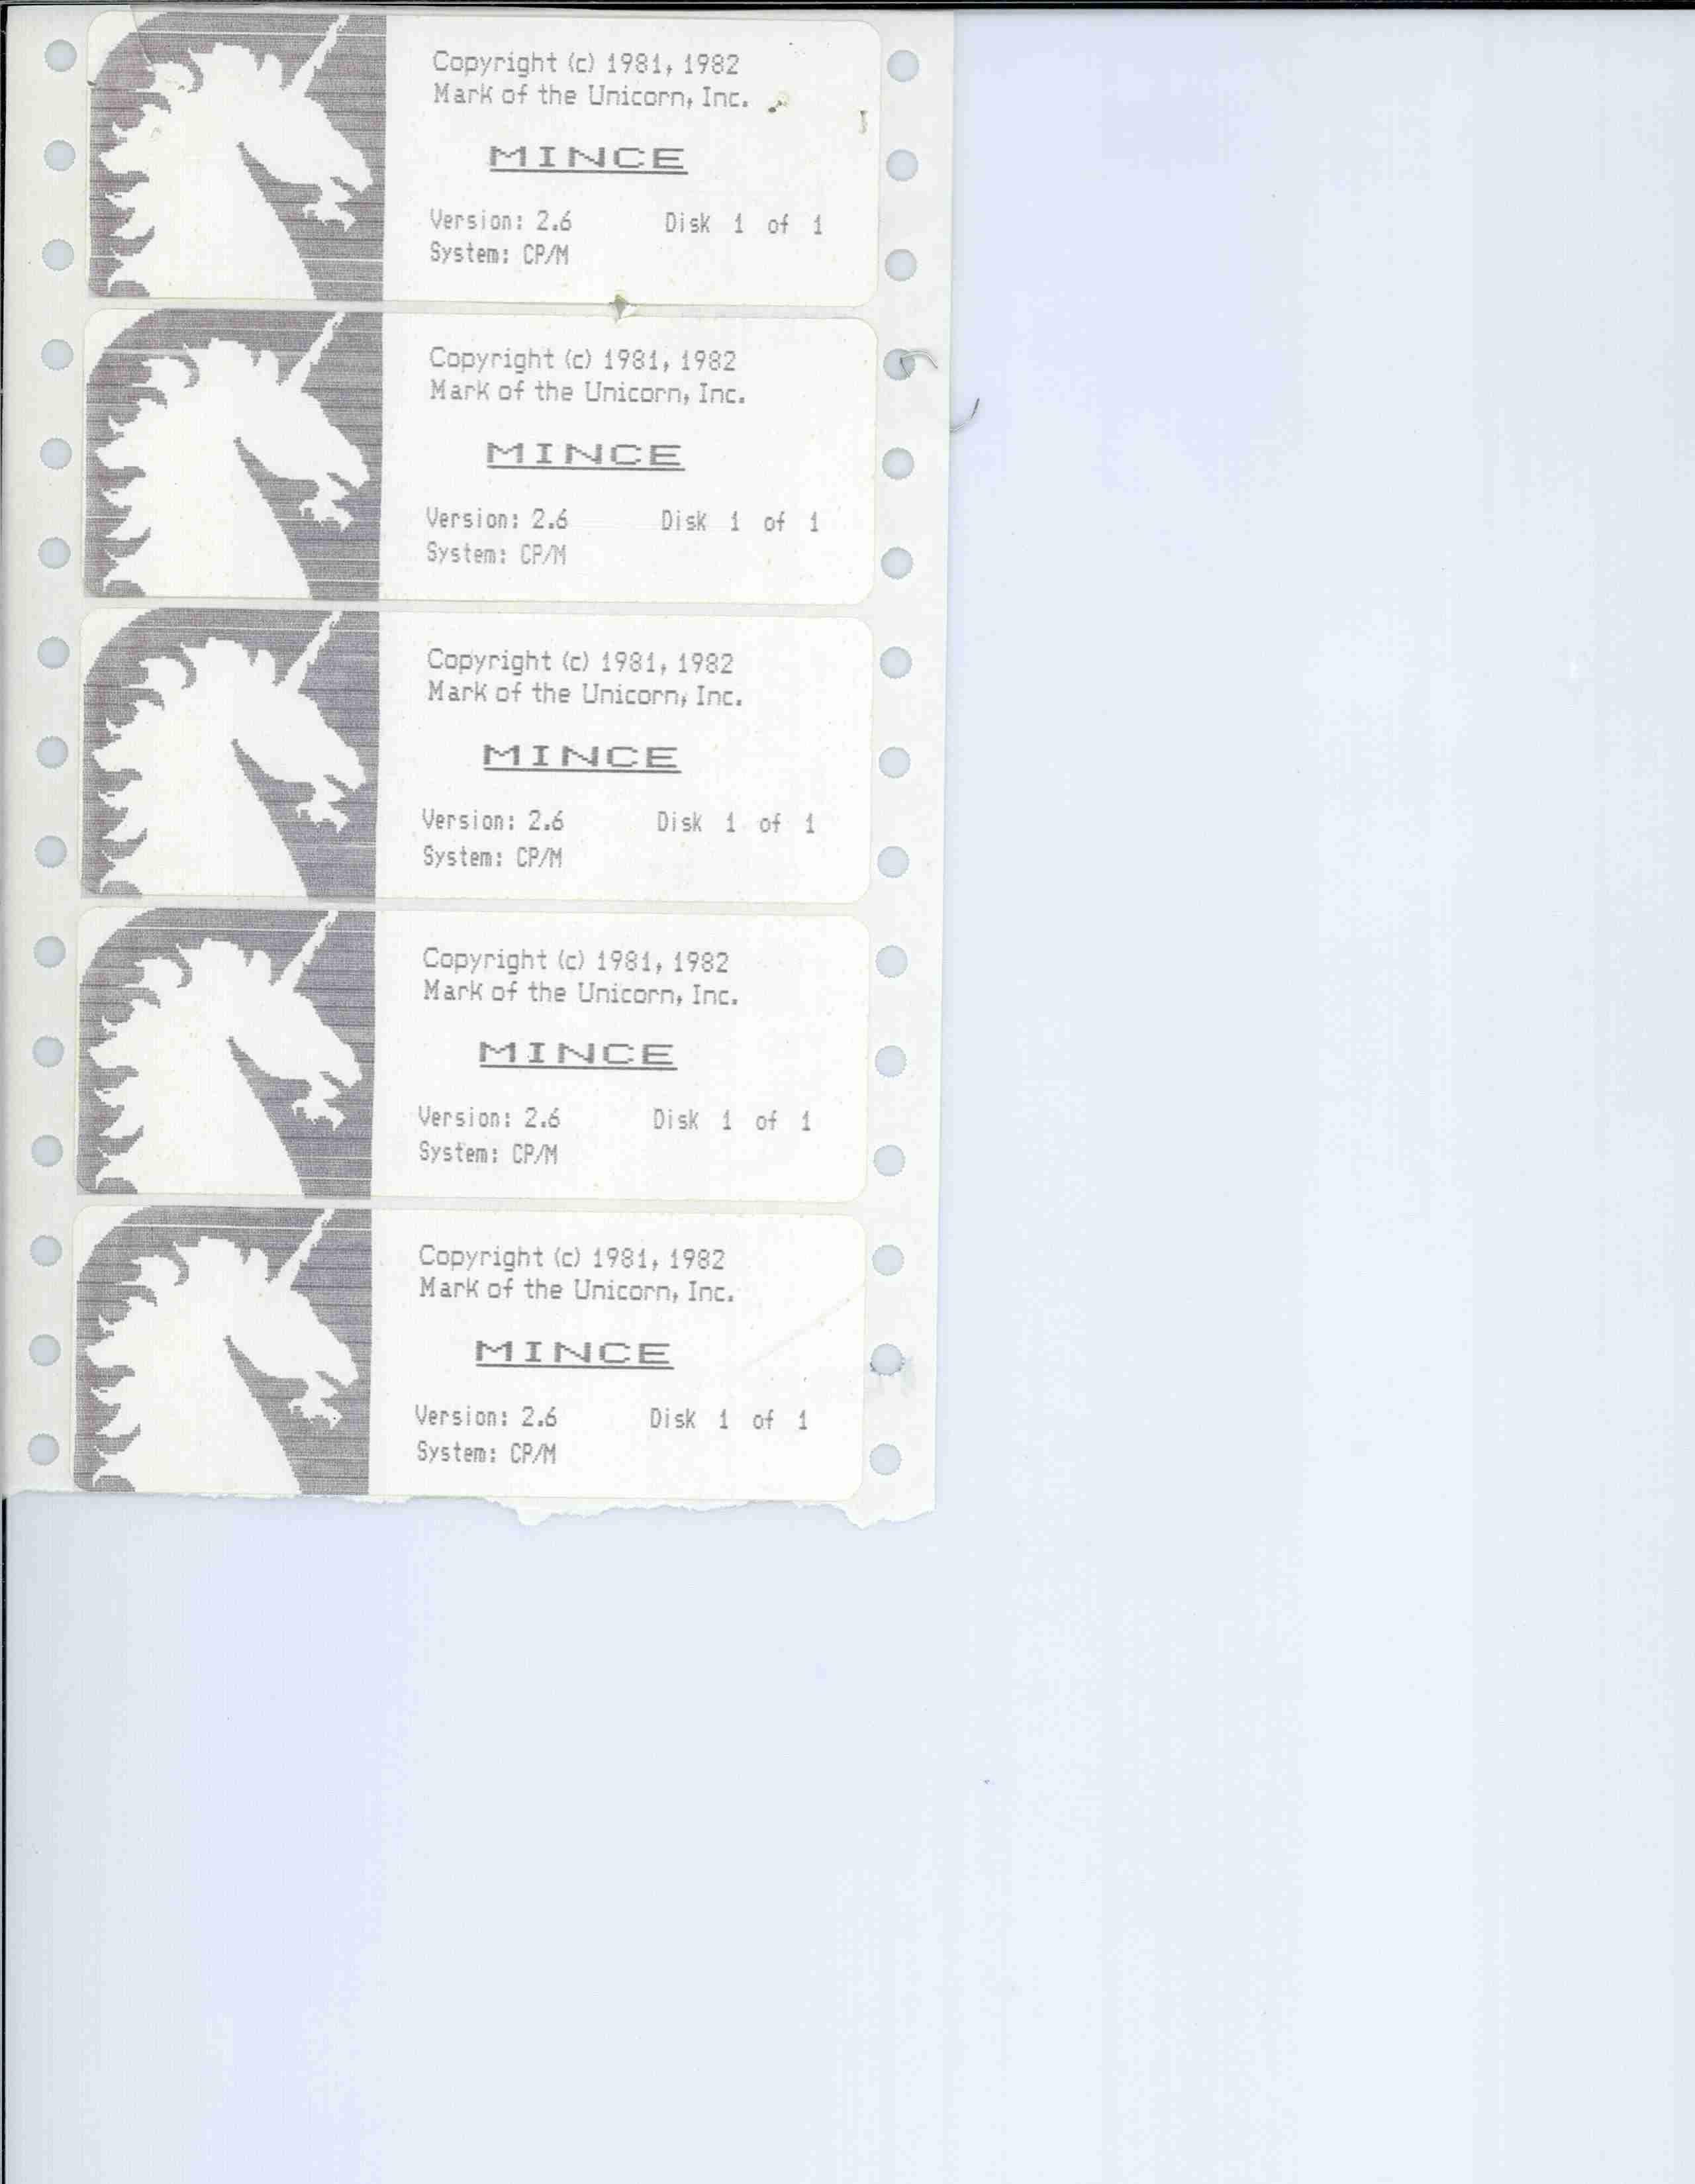 Copyright (c) 1981, 1982
Mark of the Unicorn, Inc.
MINCE
Version: 2.6 Disk 1 of 1
System: CP/M
Copyright (c) 1981, 1982
Mark of the Unicorn, Inc.
MINCE
Version: 2.6 Disk 1 of 1
System: CP/M
Copyright (c) 1981, 1982
Mark of the Unicorn, Inc.
MINCE
Version: 2.6 Disk 1 of 1
System: CP/M
Copyright (c) 1981, 1982
Mark of the Unicorn, Inc.
MINCE
Version: 2.6 Disk 1 of 1
System: CP/M
Copyright (c) 1981, 1982
Mark of the Unicorn, Inc.
MINCE
Version: 2.6 Disk 1 of 1
System: CP/M